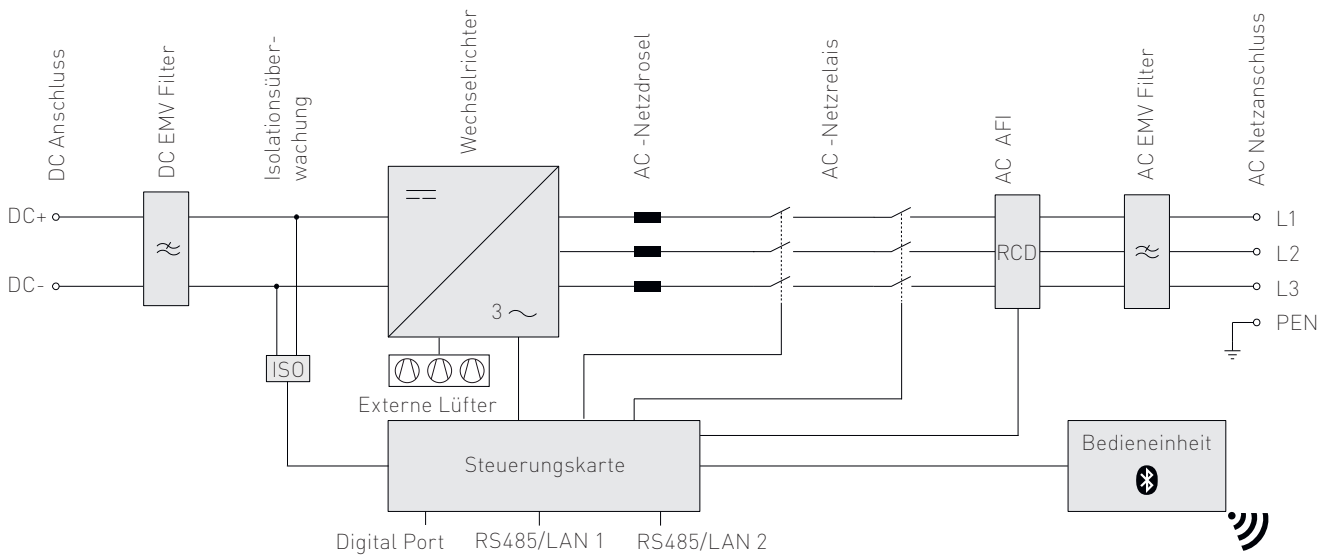 DC Anschluss
DC EMV Filter
Isolationsüber-
wachung
Wechselrichter
AC -Netzdrosel
AC -Netzrelais
AC AFI
AC EMV Filter
AC Netzanschluss
DC+
DC-
3
RCD
L1
L2
L3
PEN
ISO
Externe Lüfter
Steuerungskarte
Bedieneinheit
Digital Port
RS485/LAN 1
RS485/LAN 2